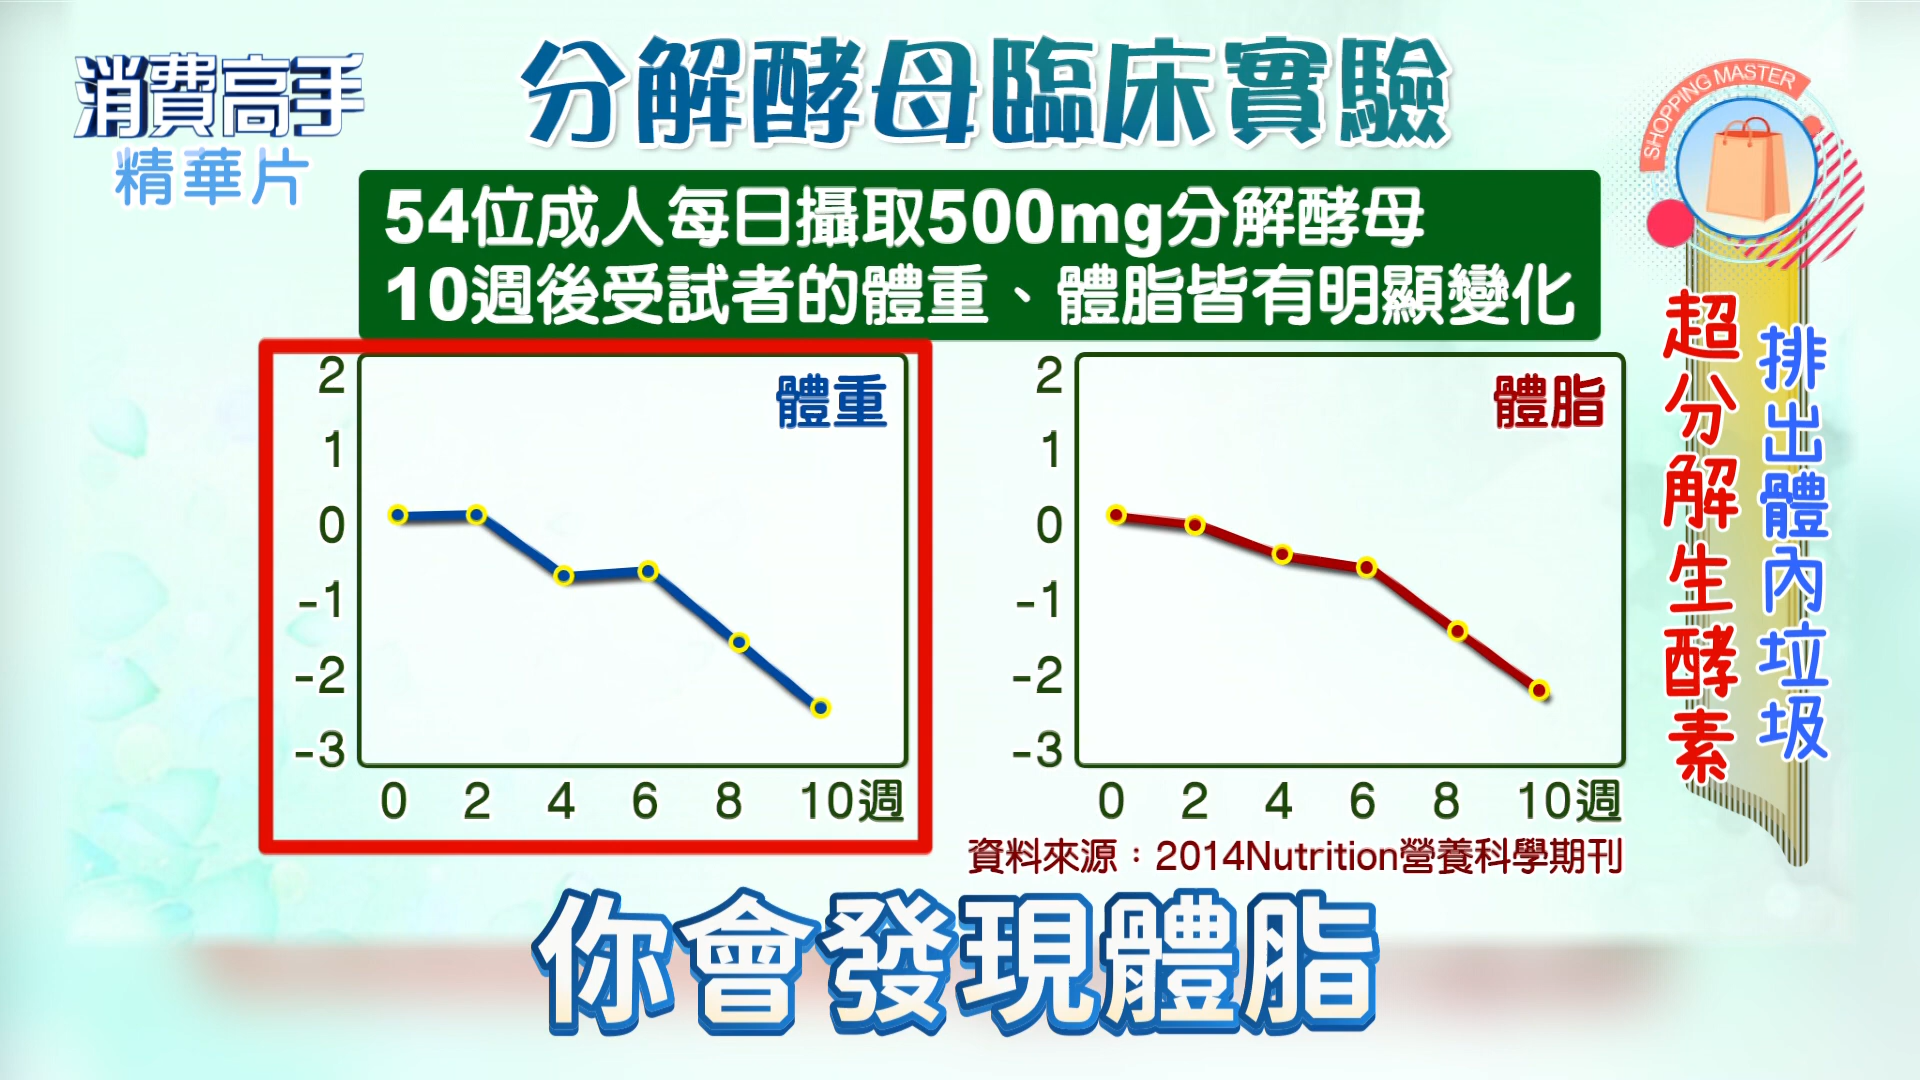 消費高手
精華片
分解酵母臨床實驗
SHOPPING MASTER
54位成人每日攝取500mg分解酵母
10週後受試者的體重、體脂皆有明顯變化
體重
2
1
0
-1
-2
-3
0 2 4 6 8 10週
體脂
2
1
0
-1
-2
-3
0 2 4 6 8 10週
資料來源：2014Nutrition營養科學期刊
排出體內垃圾
超分解生酵素
你會發現體脂